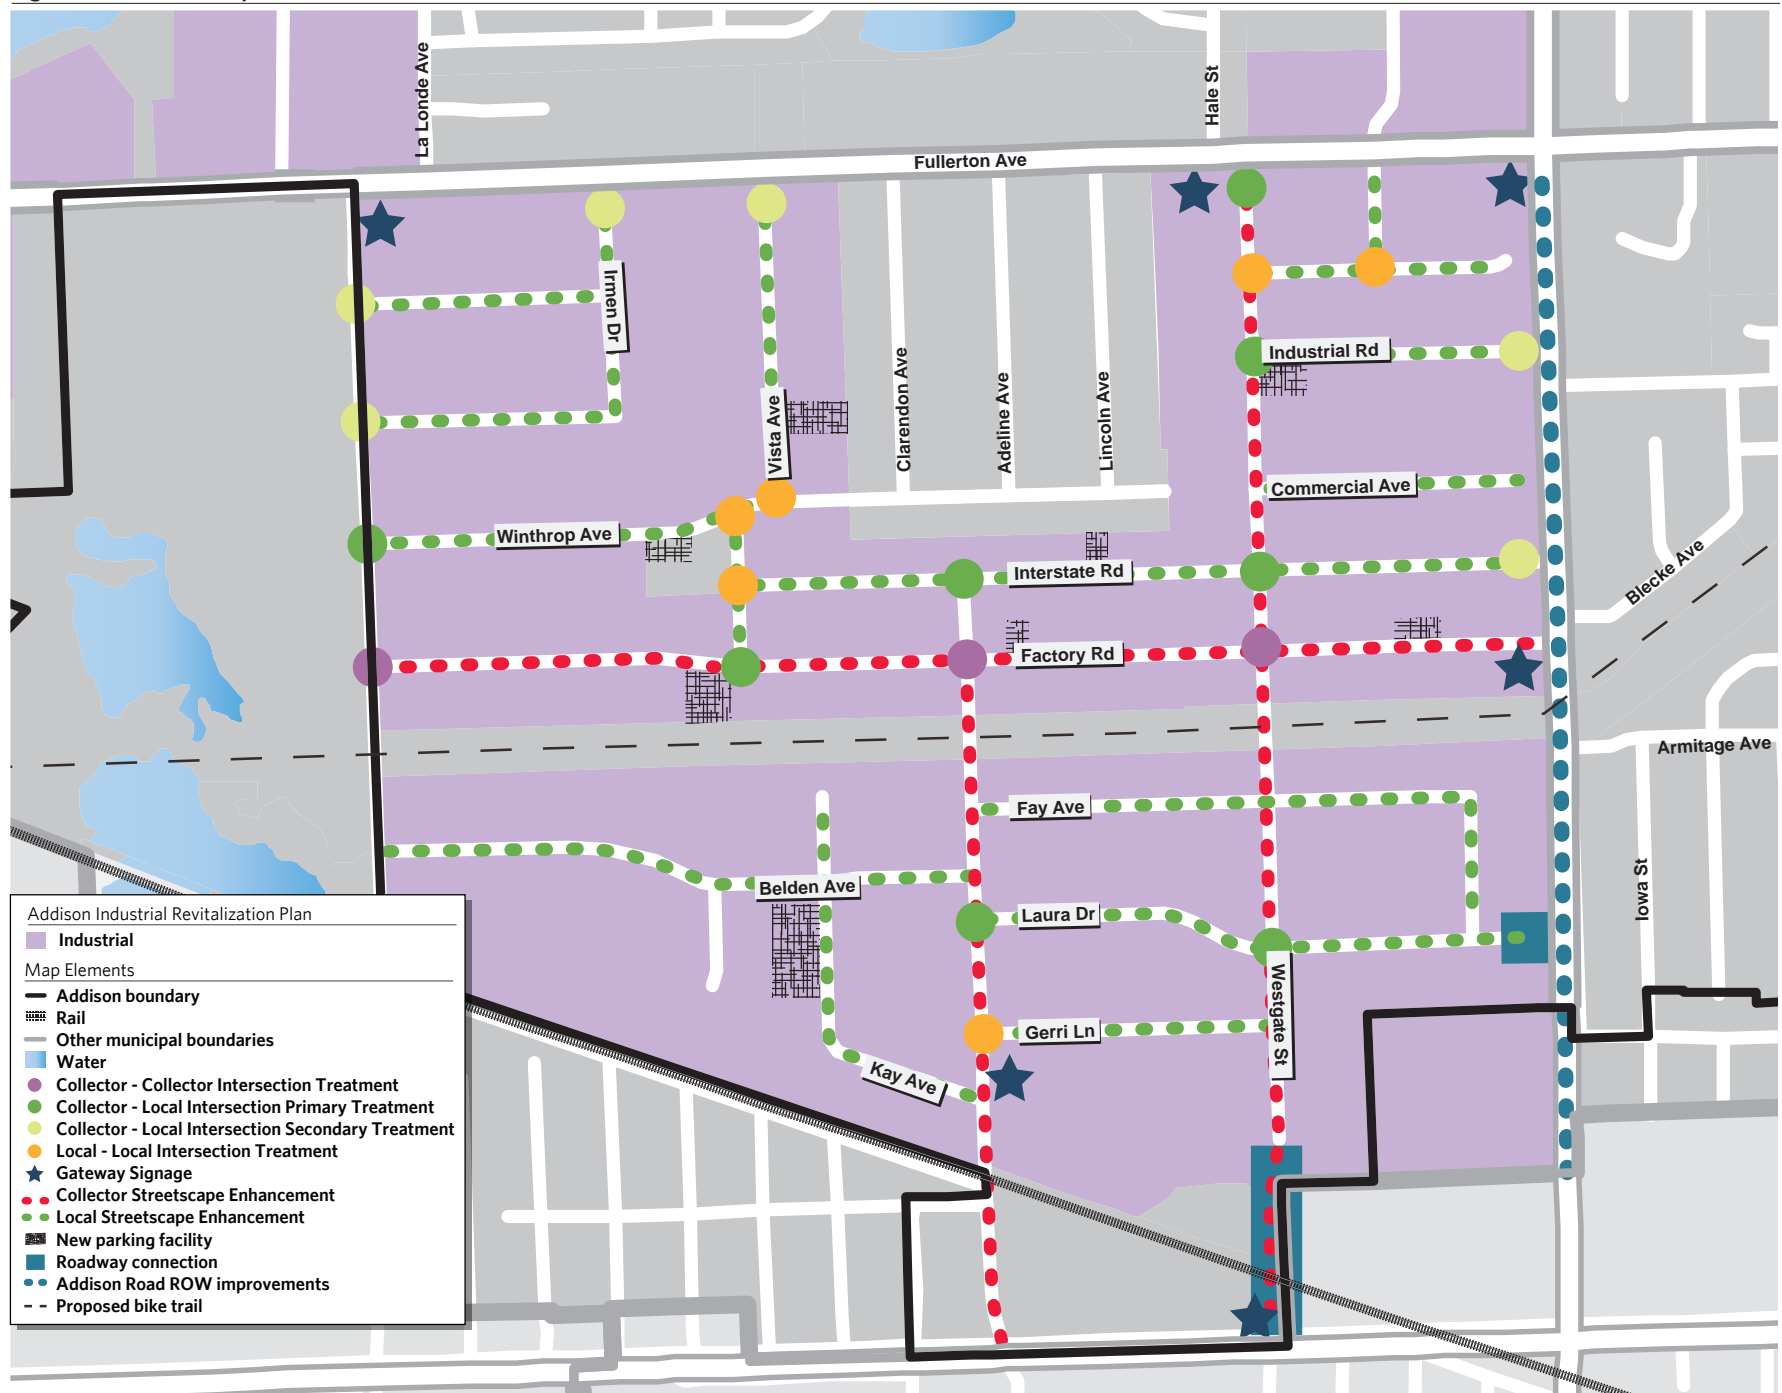 La Londe Ave
Hale St
Fullerton Ave
Irmen Dr
Vista Ave
Clarendon Ave
Adeline Ave
Lincoln Ave
Industrial Rd
Commercial Ave
Winthrop Ave
Interstate Rd
Factory Rd
Blecke Ave
Armitage Ave
Fay Ave
Belden Ave
Laura Dr
Iowa St
Westgate St
Gerri Ln
Kay Ave
Addison Industrial Revitalization Plan
Industrial
Map Elements
Addison boundary
Rail
Other municipal boundaries
Water
Collector - Collector Intersection Treatment
Collector - Local Intersection Primary Treatment
Collector - Local Intersection Secondary Treatment
Local - Local Intersection Treatment
Gateway Signage
Collector Streetscape Enhancement
Local Streetscape Enhancement
New parking facility
Roadway connection
Addison Road ROW improvements
Proposed bike trail